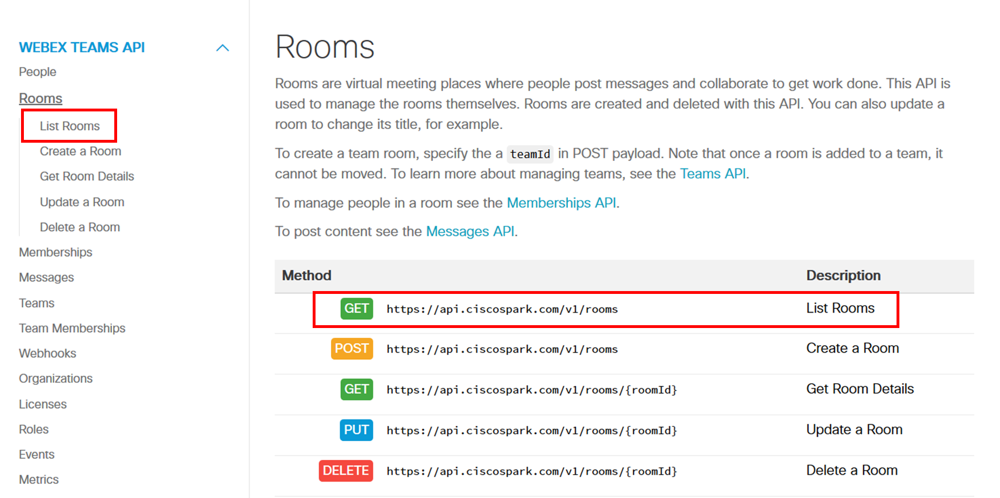 WEBEX TEAMS API
People
Rooms
List Rooms
Create a Room
Get Room Details
Update a Room
Delete a Room
Memberships
Messages
Teams
Team Memberships
Webhooks
Organizations
Licenses
Roles
Events
Metrics
Rooms
Rooms are virtual meeting places where people post messages and collaborate to get work done. This API is
used to manage the rooms themselves. Rooms are created and deleted with this API. You can also update a
room to change its title, for example.
To create a team room, specify the a teamId in POST payload. Note that once a room is added to a team, it
cannot be moved. To learn more about managing teams, see the Teams API.
To manage people in a room see the Memberships API.
To post content see the Messages API.
Method Description
GET https://api.ciscospark.com/v1/rooms List Rooms
POST https://api.ciscospark.com/v1/rooms Create a Room
GET https://api.ciscospark.com/v1/rooms/{roomId} Get Room Details
PUT https://api.ciscospark.com/v1/rooms/{roomId} Update a Room
DELETE https://api.ciscospark.com/v1/rooms/{roomId} Delete a Room